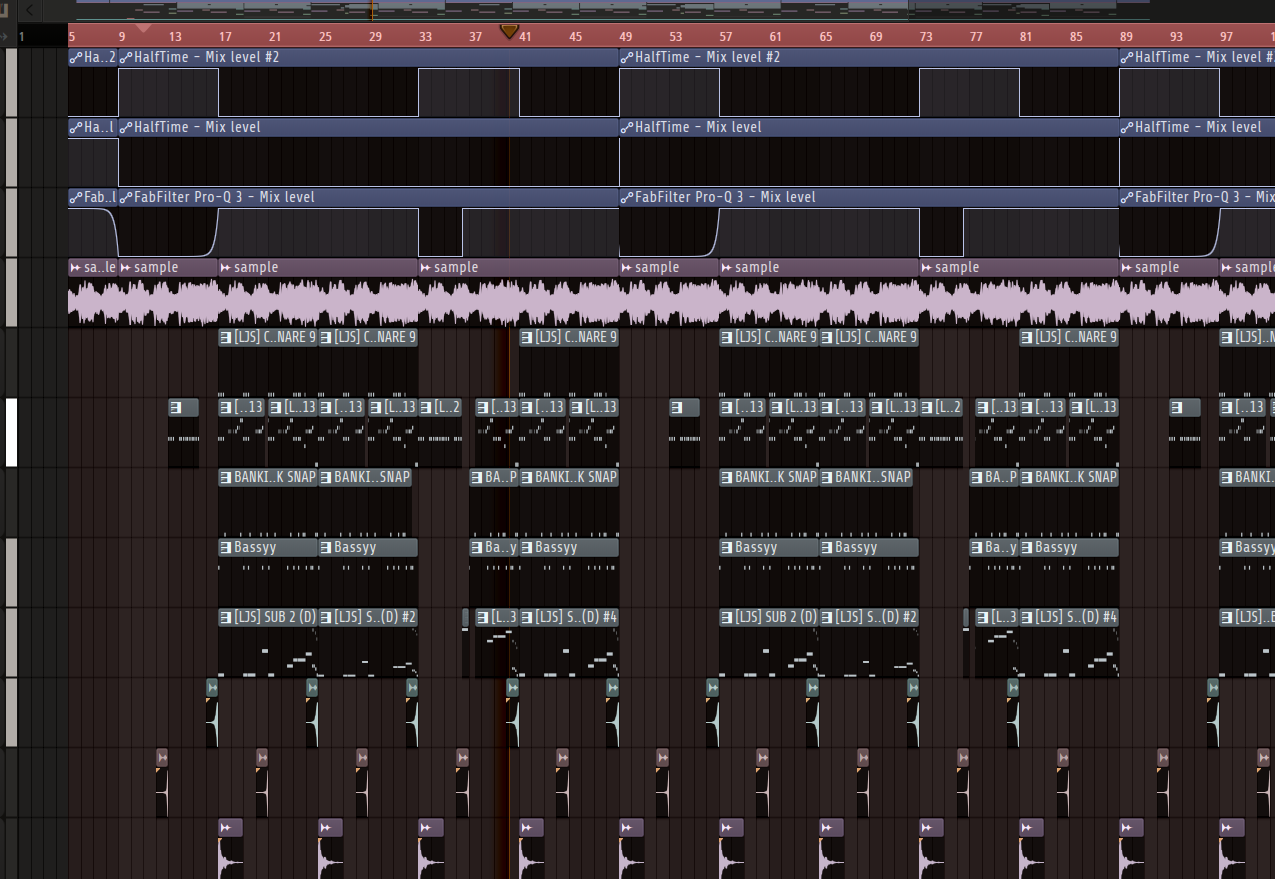 1 5 9 13 17 21 25 29 33 37 41 45 49 53 57 61 65 69 73 77 81 85 89 93 97
Ha..2 HalfTime – Mix level #2 HalfTime – Mix level #2 HalfTime – Mix level #
Ha..l HalfTime – Mix level HalfTime – Mix level HalfTime – Mix level
Fab..l FabFilter Pro-Q 3 – Mix level FabFilter Pro-Q 3 – Mix level FabFilter Pro-Q 3 – Mix
sa..le sample sample sample sample sample sample sample sampl
[LJS] C..NARE 9 [LJS] C..NARE 9 [LJS] C..NARE 9 [LJS] C..NARE 9 [LJS] C..NARE 9 [LJS] C..NARE 9 [LJS]..N
[..13 [L..13 [..13 [L..13 [L..2 [..13 [..13 [L..13 [..13 [L..13 [..13 [L..13 [L..2 [..13 [..13 [L..13 [..13
BANKI..K SNAP BANKI..SNAP BA..P BANKI..K SNAP BANKI..K SNAP BANKI..SNAP BA..P BANKI..K SNAP BANKI
Bassyy Bassyy Ba..y Bassyy Bassyy Bassyy Ba..y Bassyy Bassyy
[LJS] SUB 2 (D) [LJS] S..(D) #2 [L..3 [LJS] S..(D) #4 [LJS] SUB 2 (D) [LJS] S..(D) #2 [L..3 [LJS] S..(D) #4 [LJS]..